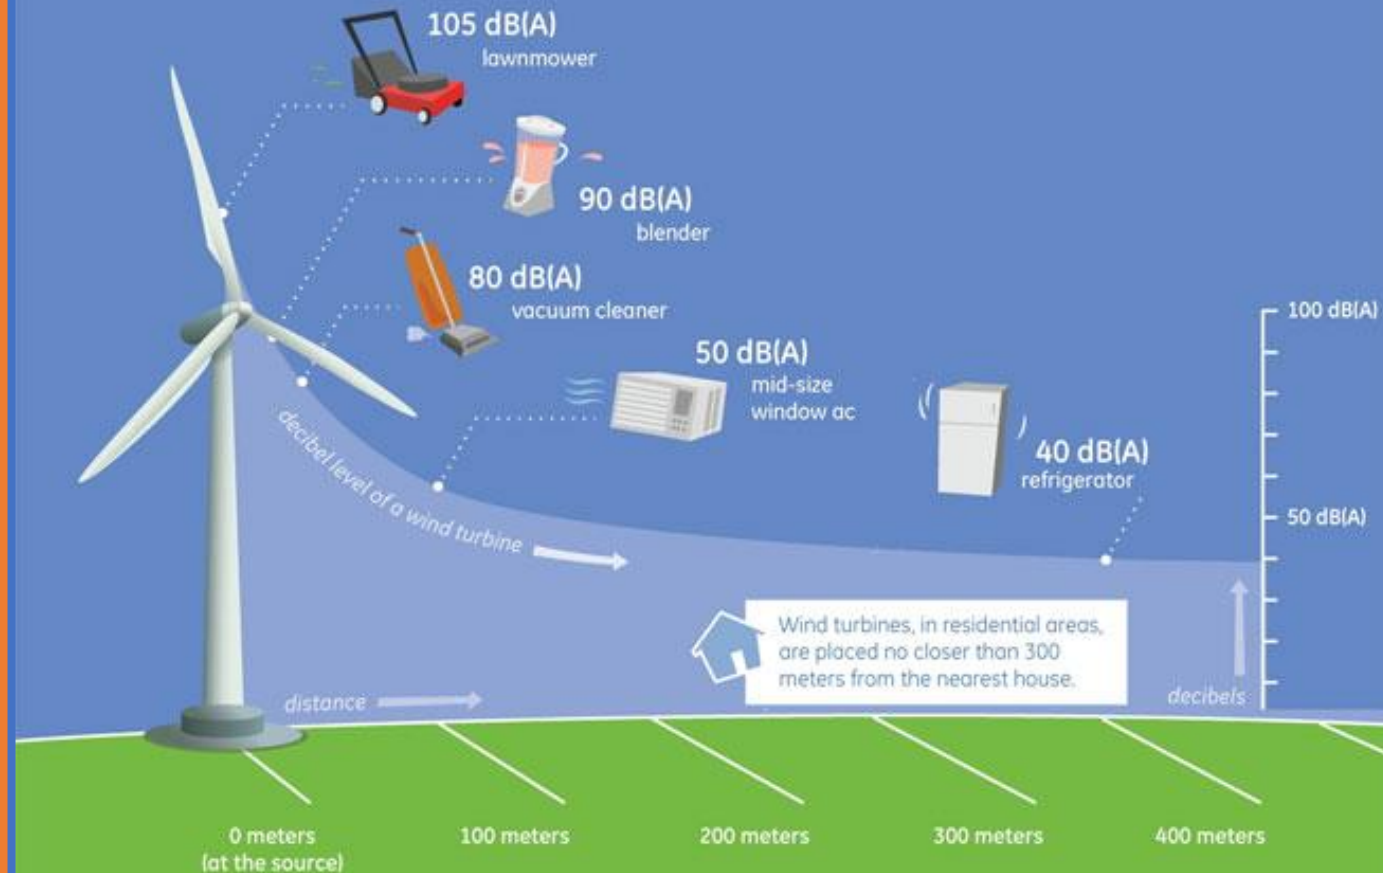 105 dB(A)
lawnmower
90 dB(A)
blender
80 dB(A)
vacuum cleaner
50 dB(A)
mid-size
window ac
40 dB(A)
refrigerator
100 dB(A)
50 dB(A)
decibel level of a wind turbine
Wind turbines, in residential areas,
are placed no closer than 300
meters from the nearest house.
distance
decibels
0 meters
(at the source)
100 meters
200 meters
300 meters
400 meters